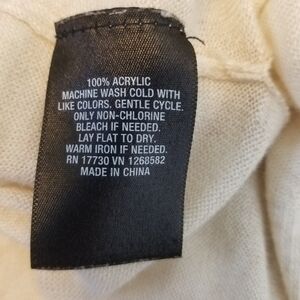 100% ACRYLIC
MACHINE WASH COLD WITH
LIKE COLORS. GENTLE CYCLE.
ONLY NON-CHLORINE
BLEACH IF NEEDED.
LAY FLAT TO DRY.
WARM IRON IF NEEDED.
RN 17730 VN 1268582
MADE IN CHINA